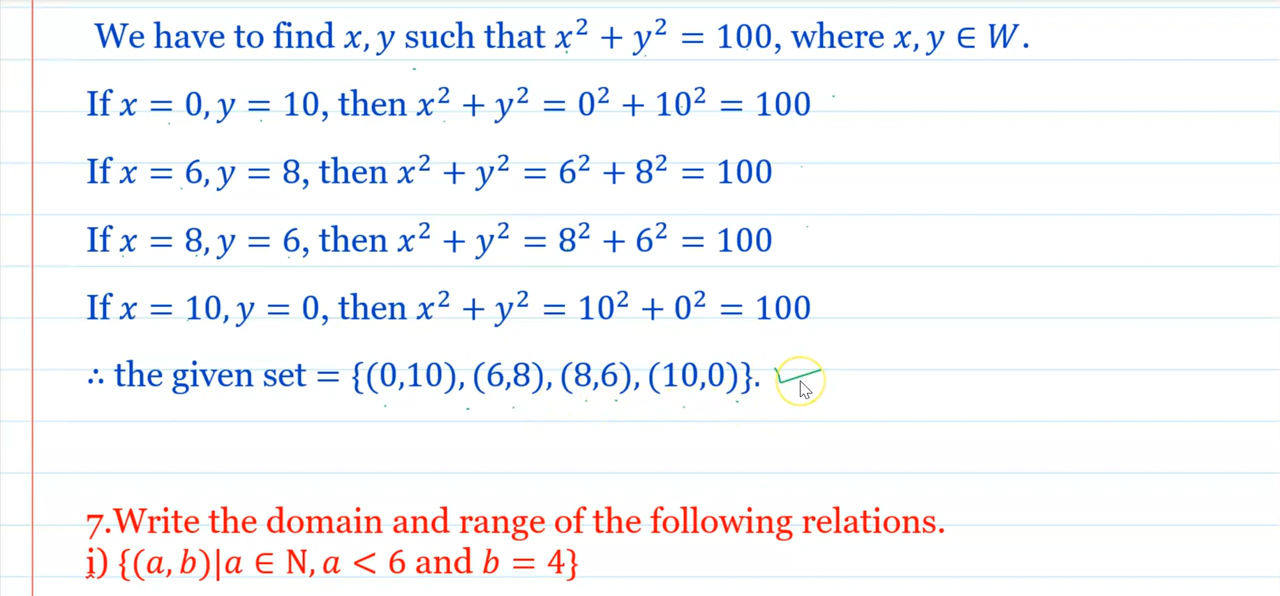 We have to find x, y such that x² + y² = 100, where x, y ∈ W.
If x = 0, y = 10, then x² + y² = 0² + 10² = 100
If x = 6, y = 8, then x² + y² = 6² + 8² = 100
If x = 8, y = 6, then x² + y² = 8² + 6² = 100
If x = 10, y = 0, then x² + y² = 10² + 0² = 100
∴ the given set = {(0,10), (6,8), (8,6), (10,0)}.
7.Write the domain and range of the following relations.
i) {(a, b)|a ∈ N, a < 6 and b = 4}